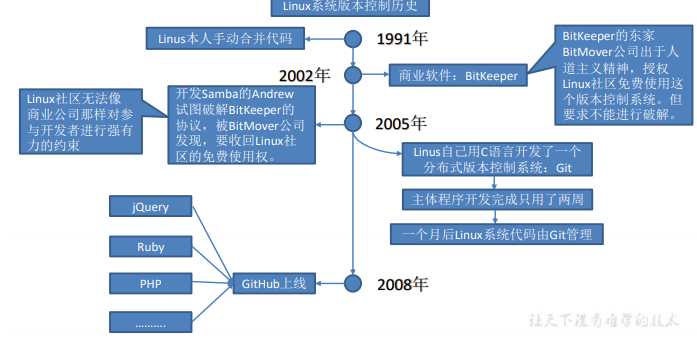 Linux系统版本控制历史
Linus本人手动合并代码
1991年
2002年
商业软件：BitKeeper
BitKeeper的东家
BitMover公司出于人
道主义精神，授权
Linux社区免费使用这
个版本控制系统。但
要求不能进行破解。
Linux社区无法像
商业公司那样对参
与开发者进行强有
力的约束
开发Samba的Andrew
试图破解BitKeeper的
协议，被BitMover公司
发现，要收回Linux社
区的免费使用权。
2005年
Linus自己用C语言开发了一个
分布式版本控制系统：Git
主体程序开发完成只用了两周
一个月后Linux系统代码由Git管理
jQuery
Ruby
PHP
……….
GitHub上线
2008年
让天下没有难学的技术